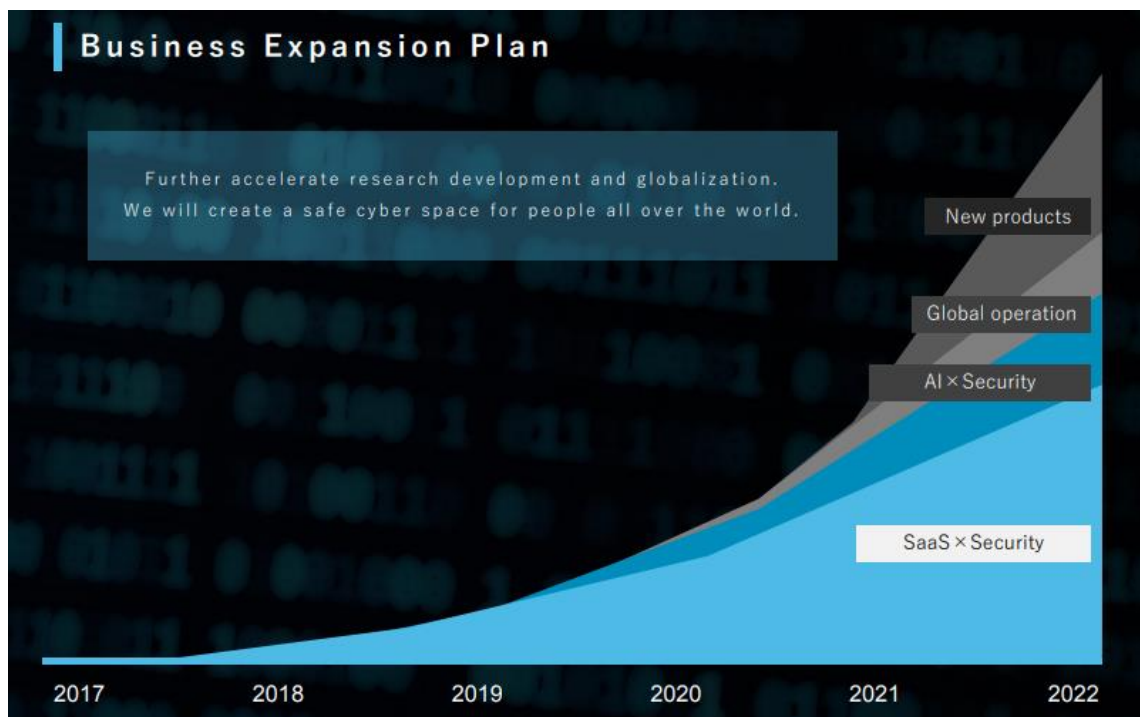 Business Expansion Plan
Further accelerate research development and globalization.
We will create a safe cyber space for people all over the world.
New products
Global operation
AI×Security
SaaS×Security
2017 2018 2019 2020 2021 2022